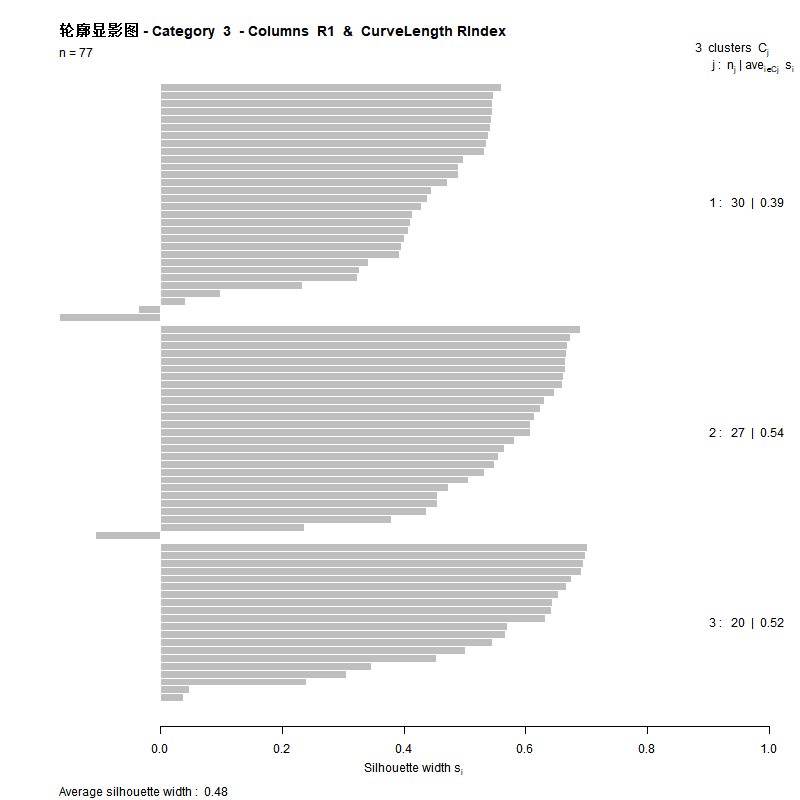 轮廓显影图 - Category 3 - Columns R1 & CurveLength RIndex
n = 77
3 clusters Cj
j : nj | avei∈Cj si
1 : 30 | 0.39
2 : 27 | 0.54
3 : 20 | 0.52
0.0 0.2 0.4 0.6 0.8 1.0
Silhouette width si
Average silhouette width : 0.48